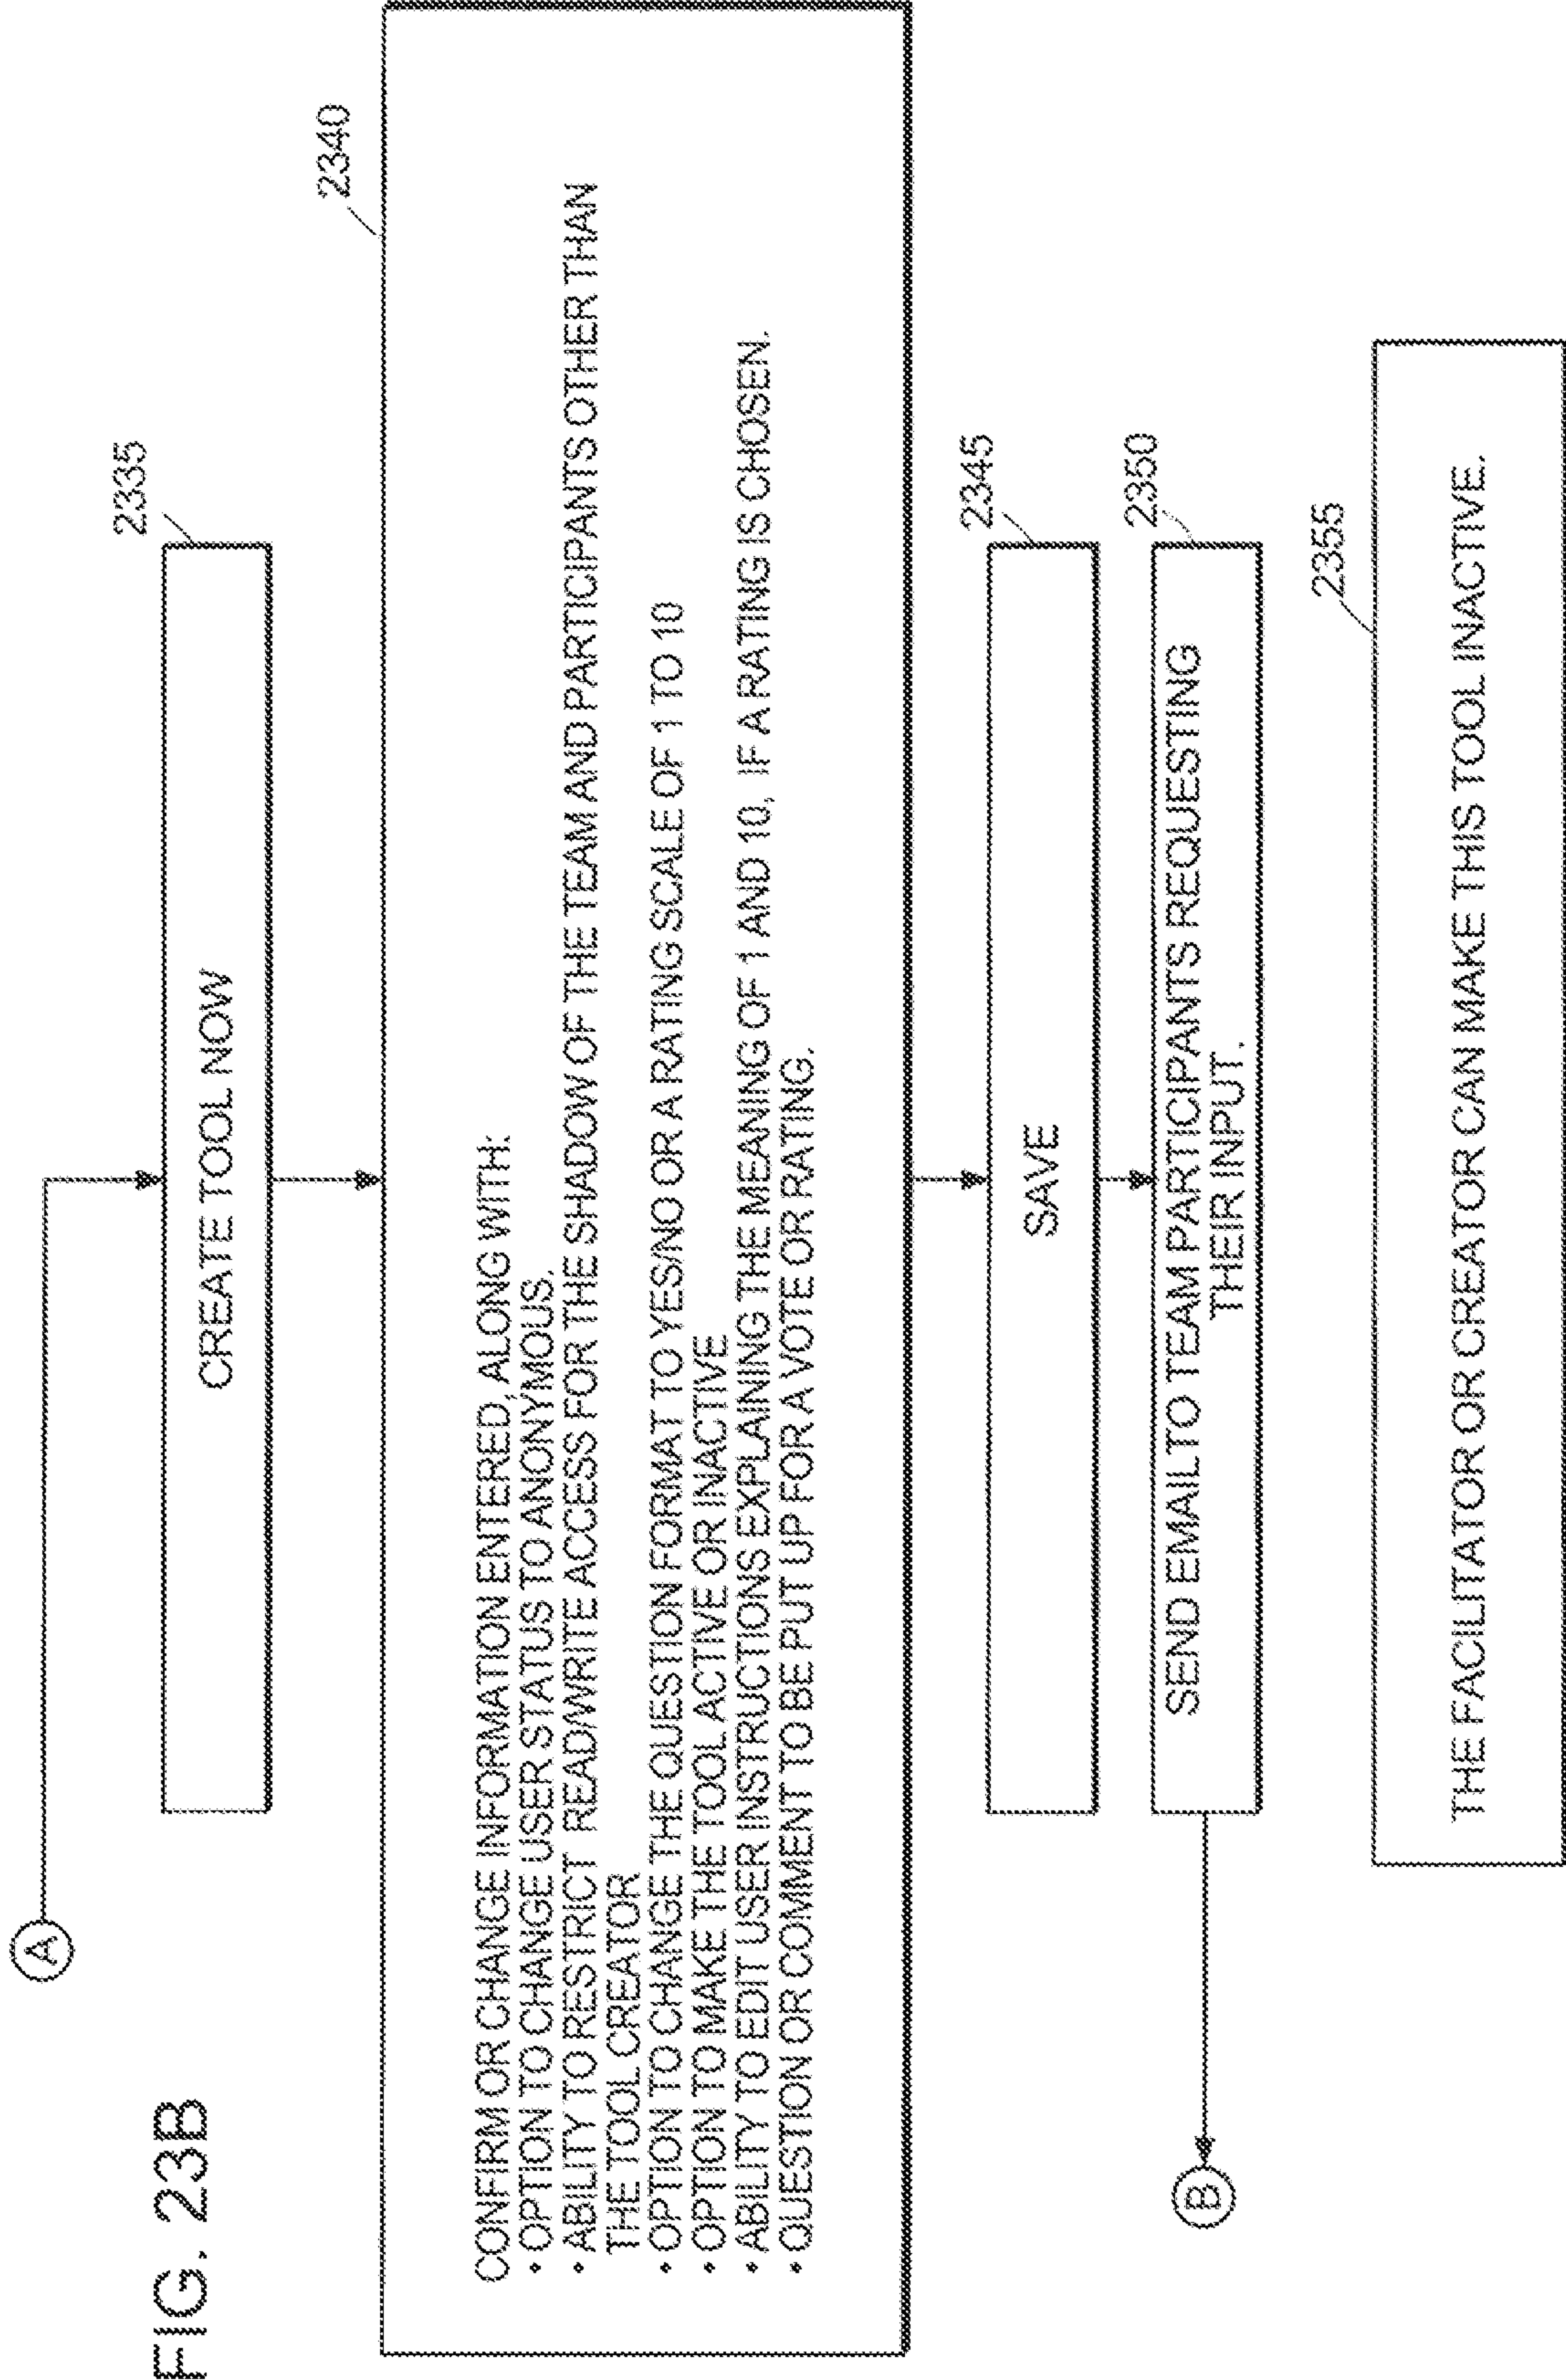 FIG. 23B
A
2335
CREATE TOOL NOW
2340
CONFIRM OR CHANGE INFORMATION ENTERED, ALONG WITH:
• OPTION TO CHANGE USER STATUS TO ANONYMOUS.
• ABILITY TO RESTRICT READ/WRITE ACCESS FOR THE SHADOW OF THE TEAM AND PARTICIPANTS OTHER THAN
THE TOOL CREATOR
• OPTION TO CHANGE THE QUESTION FORMAT TO YES/NO OR A RATING SCALE OF 1 TO 10
• OPTION TO MAKE THE TOOL ACTIVE OR INACTIVE
• ABILITY TO EDIT USER INSTRUCTIONS EXPLAINING THE MEANING OF 1 AND 10, IF A RATING IS CHOSEN.
• QUESTION OR COMMENT TO BE PUT UP FOR A VOTE OR RATING.
2345
SAVE
2350
SEND EMAIL TO TEAM PARTICIPANTS REQUESTING
THEIR INPUT.
B
2355
THE FACILITATOR OR CREATOR CAN MAKE THIS TOOL INACTIVE.